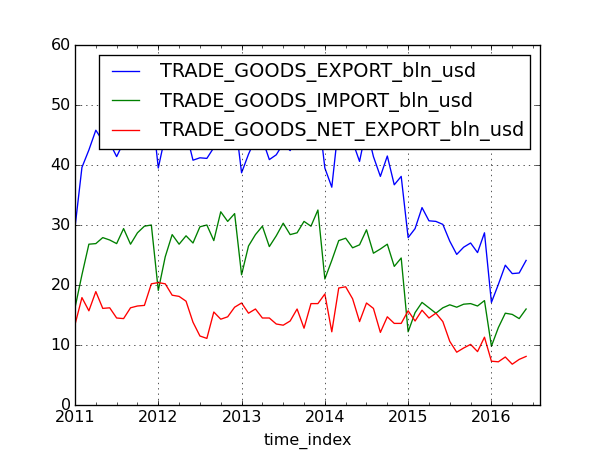 60
50
40
30
20
10
0
TRADE_GOODS_EXPORT_bln_usd
TRADE_GOODS_IMPORT_bln_usd
TRADE_GOODS_NET_EXPORT_bln_usd
2011 2012 2013 2014 2015 2016
time_index